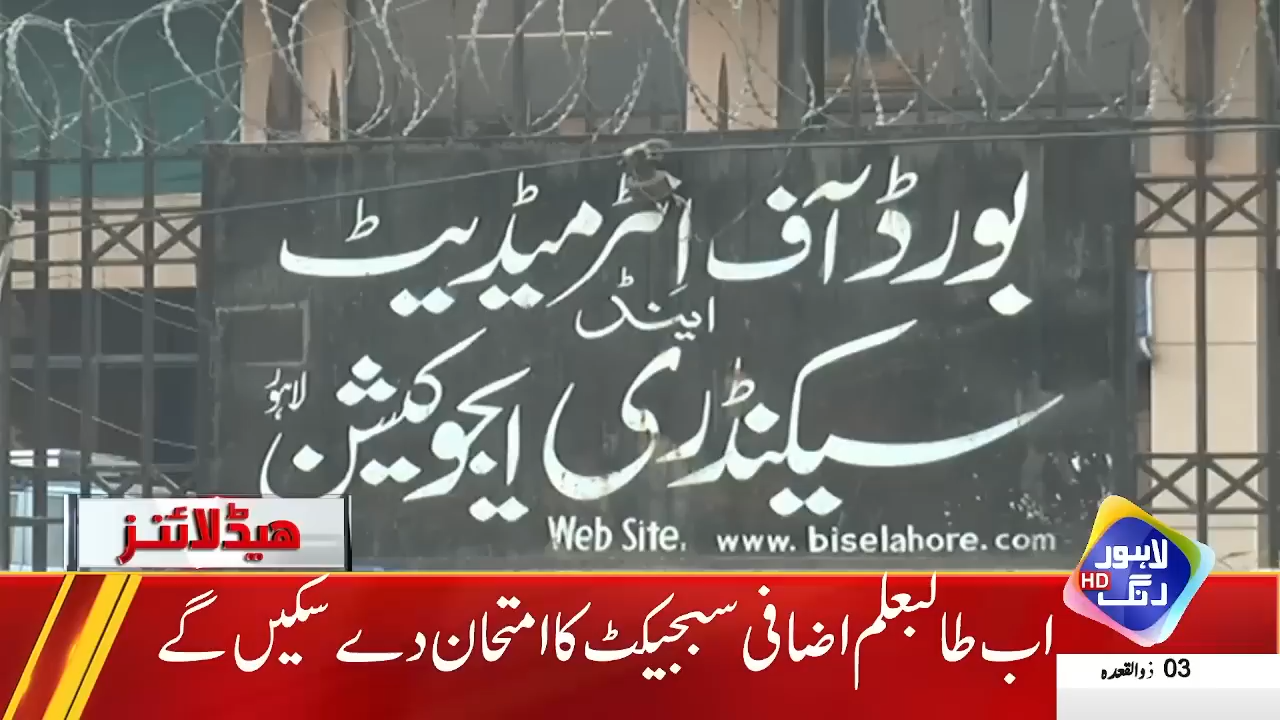 بورڈ آف انٹرمیڈیٹ
اینڈ
سیکنڈری ایجوکیشن لاہور
Web Site. www.biselahore.com
ہیڈلائنز
لاہور
HD رنگ
اب طالبعلم اضافی سبجیکٹ کا امتحان دے سکیں گے
03 ذوالقعدہ